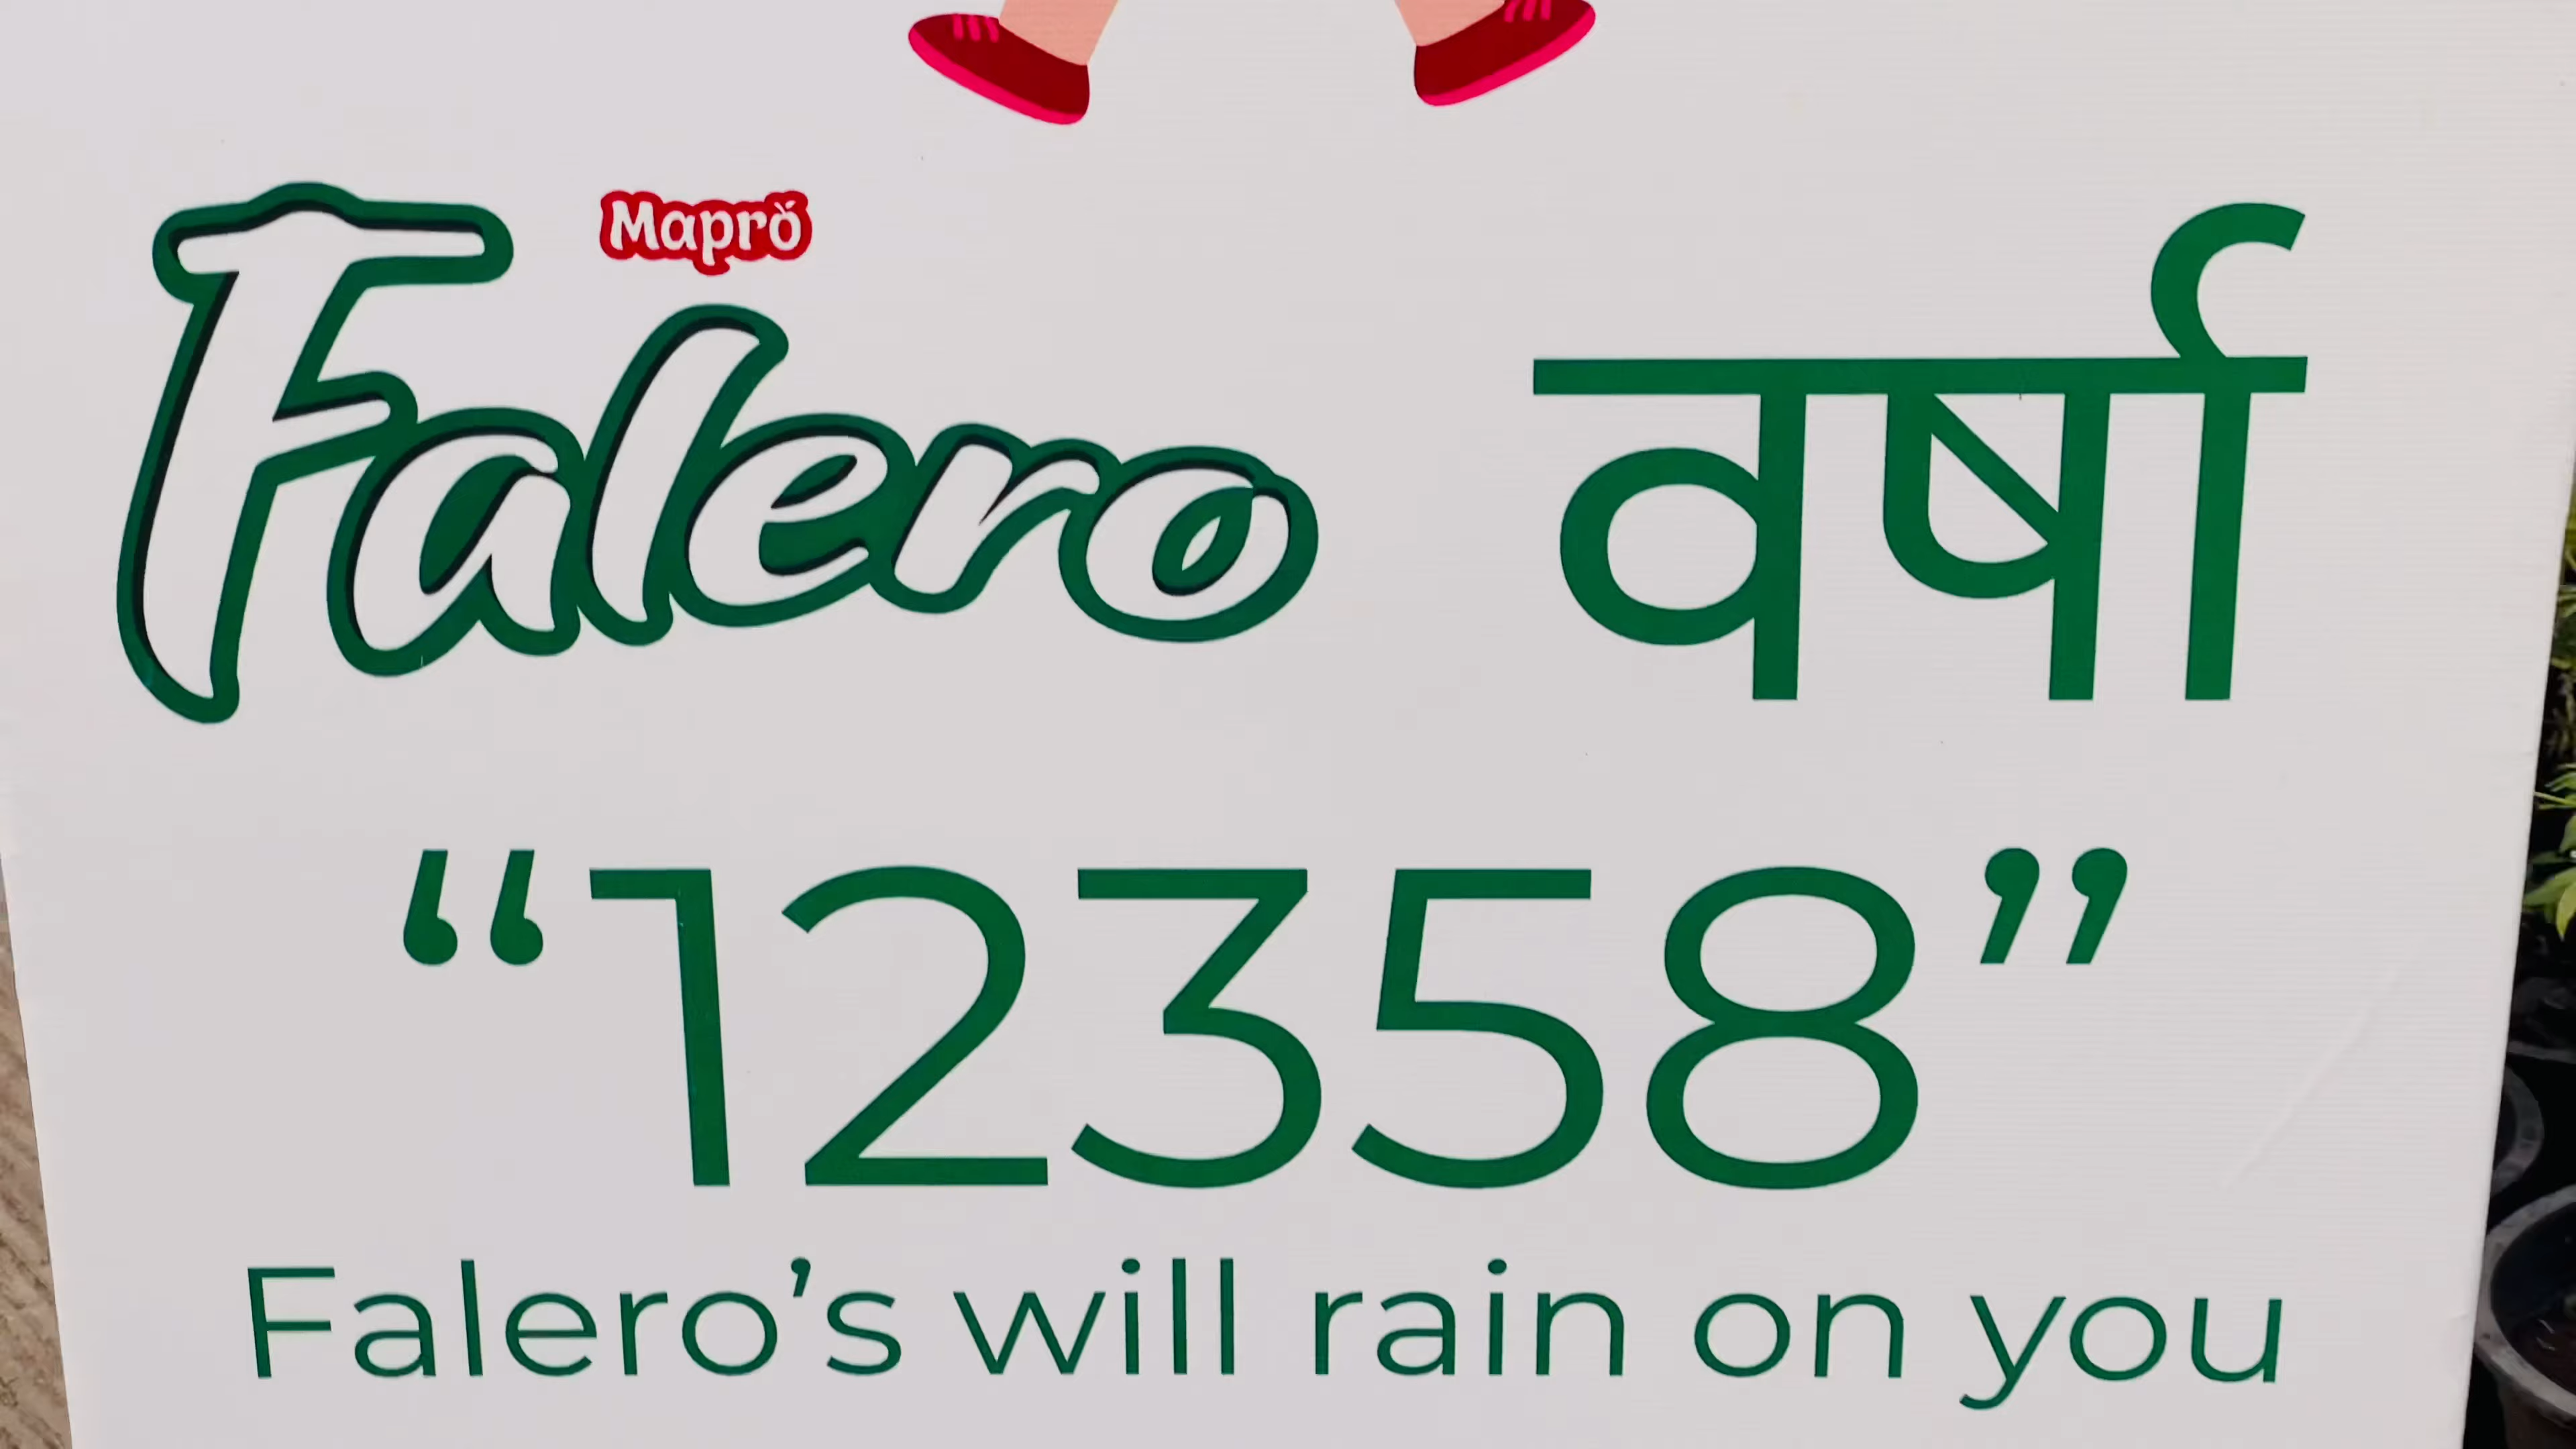 Mapro
Falero वर्षा
“12358”
Falero’s will rain on you